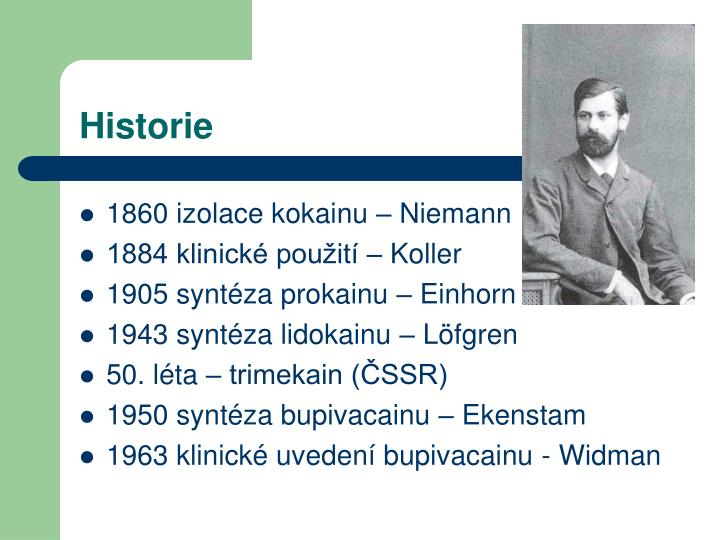 Historie
1860 izolace kokainu – Niemann
1884 klinické použití – Koller
1905 syntéza prokainu – Einhorn
1943 syntéza lidokainu – Löfgren
50. léta – trimekain (ČSSR)
1950 syntéza bupivacainu – Ekenstam
1963 klinické uvedení bupivacainu - Widman